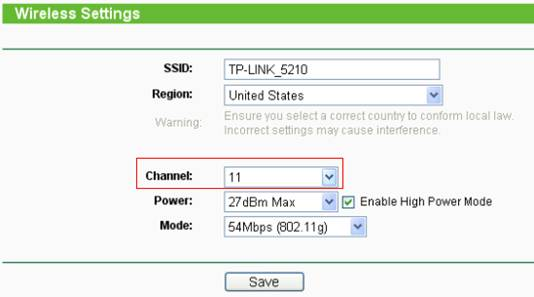 Wireless Settings
SSID: TP-LINK_5210
Region: United States
Warning: Ensure you select a correct country to conform local law.
Incorrect settings may cause interference.
Channel: 11
Power: 27dBm Max Enable High Power Mode
Mode: 54Mbps (802.11g)
Save